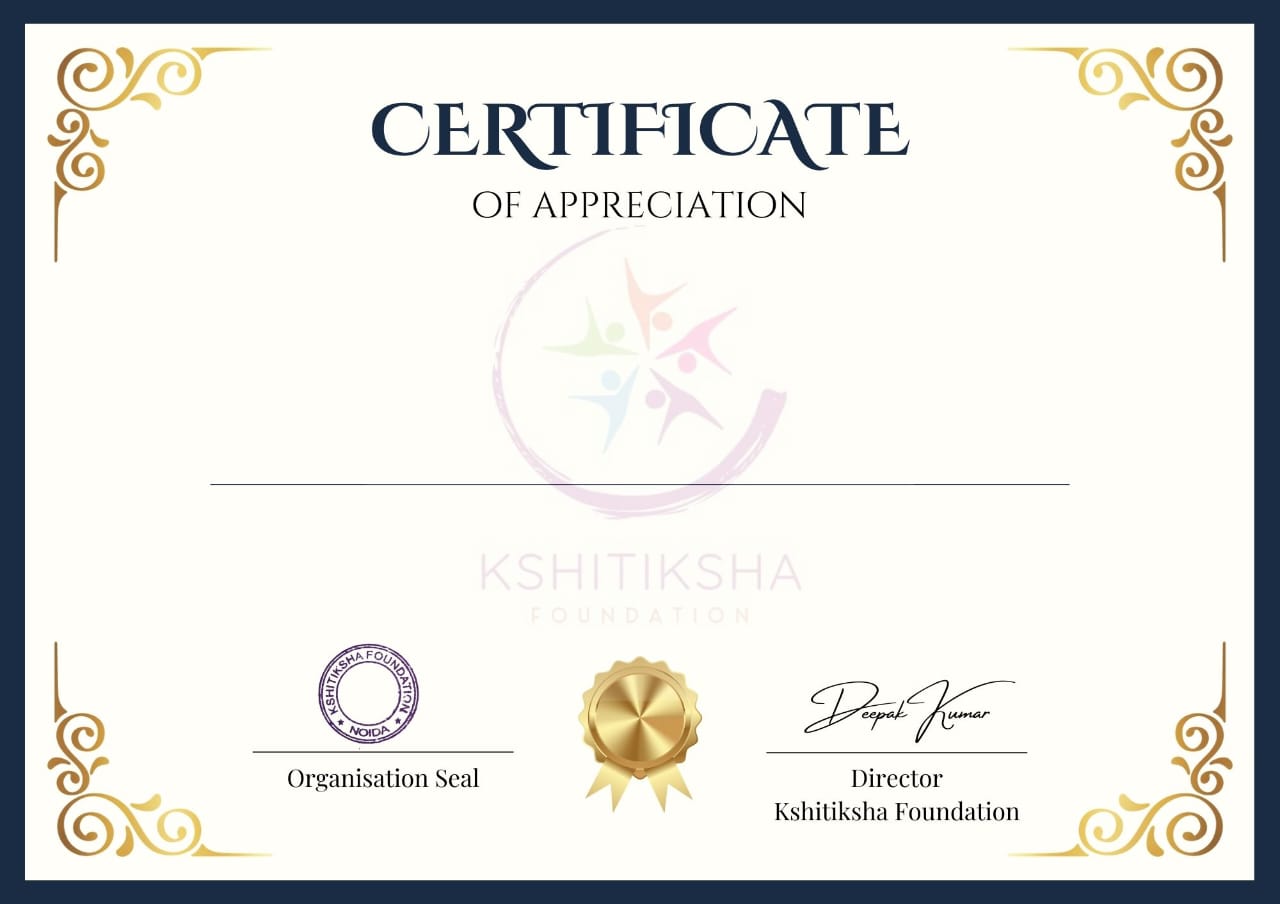 CERTIFICATE
OF APPRECIATION
KSHITIKSHA
FOUNDATION
KSHITIKSHA FOUNDATION
★ NOIDA ★
Deepak Kumar
Organisation Seal
Director
Kshitiksha Foundation